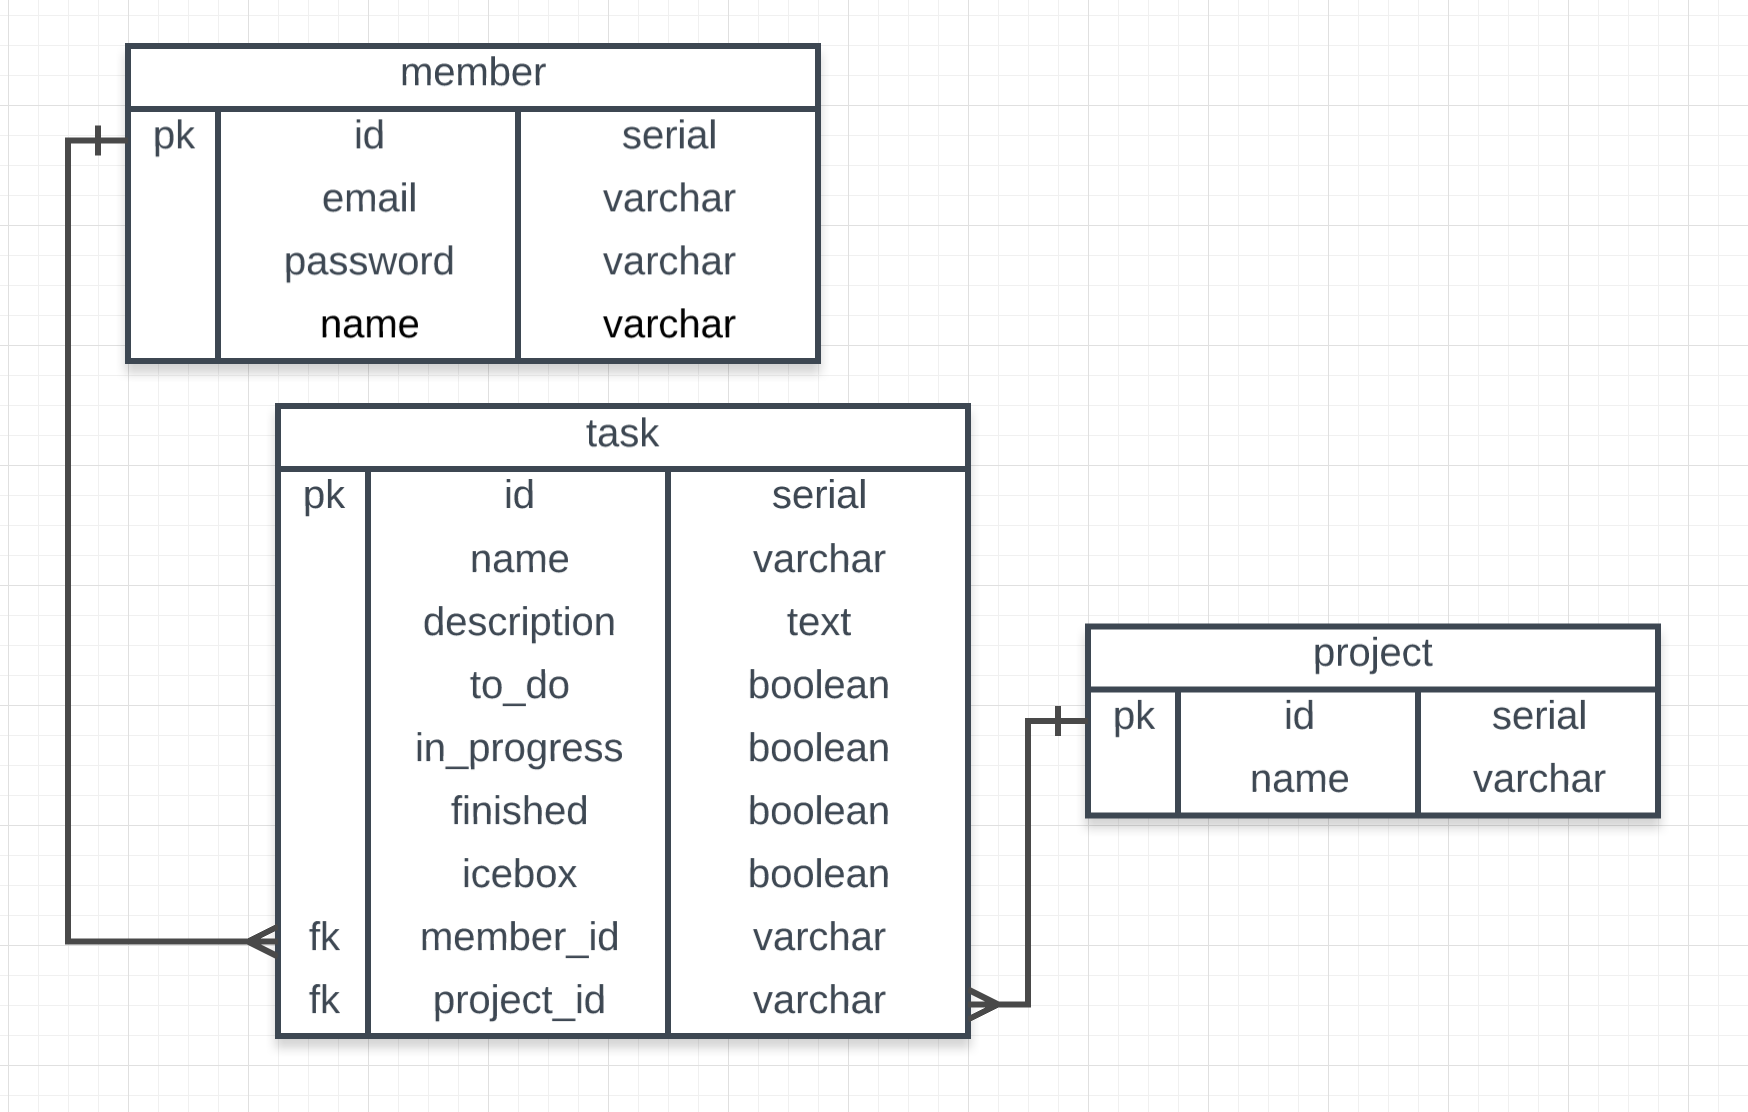 member
pk id serial
email varchar
password varchar
name varchar
task
pk id serial
name varchar
description text
to_do boolean
in_progress boolean
finished boolean
icebox boolean
fk member_id varchar
fk project_id varchar
project
pk id serial
name varchar